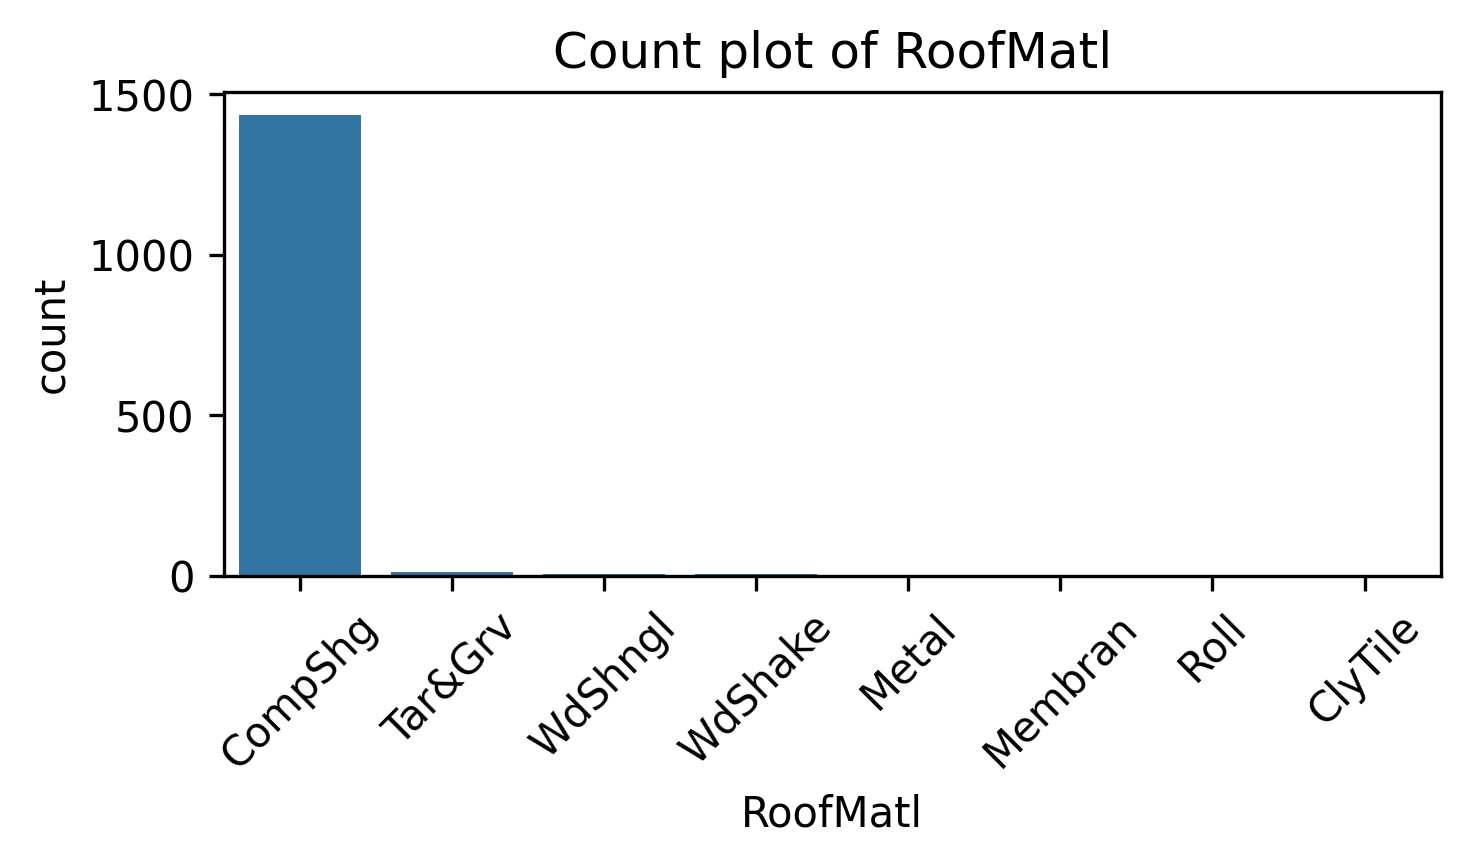 Count plot of RoofMatl
1500
1000
500
0
count
CompShg
Tar&Grv
WdShngl
WdShake
Metal
Membran
Roll
ClyTile
RoofMatl